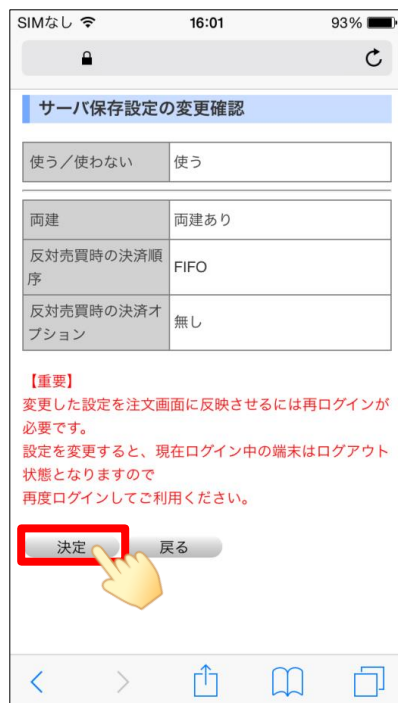 SIMなし 16:01 93%
サーバ保存設定の変更確認
使う／使わない 使う
両建 両建あり
反対売買時の決済順
序 FIFO
反対売買時の決済オ
プション 無し
【重要】
変更した設定を注文画面に反映させるには再ログインが
必要です。
設定を変更すると、現在ログイン中の端末はログアウト
状態となりますので
再度ログインしてご利用ください。
決定 戻る